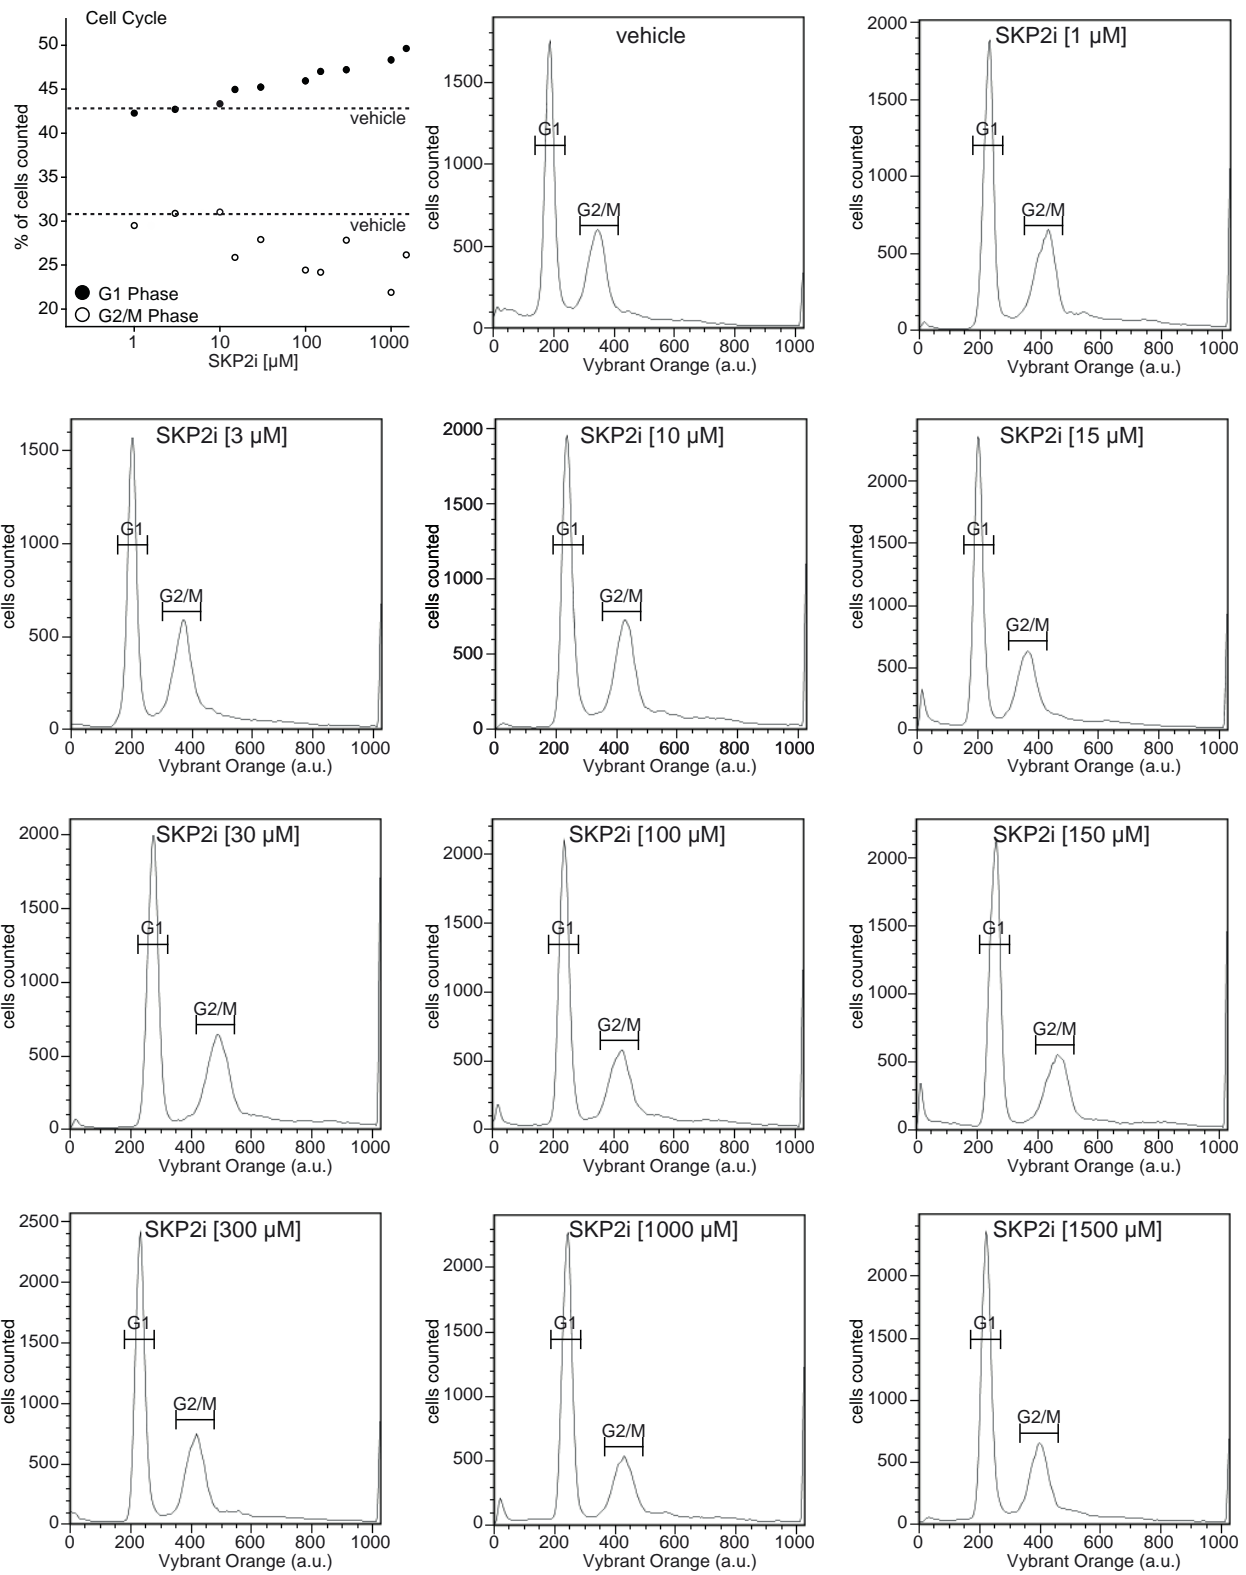 Cell Cycle
50
45
40
35
30
25
20
% of cells counted
vehicle
vehicle
G1 Phase
G2/M Phase
1 10 100 1000
SKP2i [µM]
vehicle
1500
1000
500
0
cells counted
G1
G2/M
0 200 400 600 800 1000
Vybrant Orange (a.u.)
SKP2i [1 µM]
2000
1500
1000
500
0
cells counted
G1
G2/M
0 200 400 600 800 1000
Vybrant Orange (a.u.)
SKP2i [3 µM]
1500
1000
500
0
cells counted
G1
G2/M
0 200 400 600 800 1000
Vybrant Orange (a.u.)
SKP2i [10 µM]
2000
1500
1000
500
0
cells counted
G1
G2/M
0 200 400 600 800 1000
Vybrant Orange (a.u.)
SKP2i [15 µM]
2000
1500
1000
500
0
cells counted
G1
G2/M
0 200 400 600 800 1000
Vybrant Orange (a.u.)
SKP2i [30 µM]
2000
1500
1000
500
0
cells counted
G1
G2/M
0 200 400 600 800 1000
Vybrant Orange (a.u.)
SKP2i [100 µM]
2000
1500
1000
500
0
cells counted
G1
G2/M
0 200 400 600 800 1000
Vybrant Orange (a.u.)
SKP2i [150 µM]
2000
1500
1000
500
0
cells counted
G1
G2/M
0 200 400 600 800 1000
Vybrant Orange (a.u.)
SKP2i [300 µM]
2500
2000
1500
1000
500
0
cells counted
G1
G2/M
0 200 400 600 800 1000
Vybrant Orange (a.u.)
SKP2i [1000 µM]
2000
1500
1000
500
0
cells counted
G1
G2/M
0 200 400 600 800 1000
Vybrant Orange (a.u.)
SKP2i [1500 µM]
2000
1500
1000
500
0
cells counted
G1
G2/M
0 200 400 600 800 1000
Vybrant Orange (a.u.)